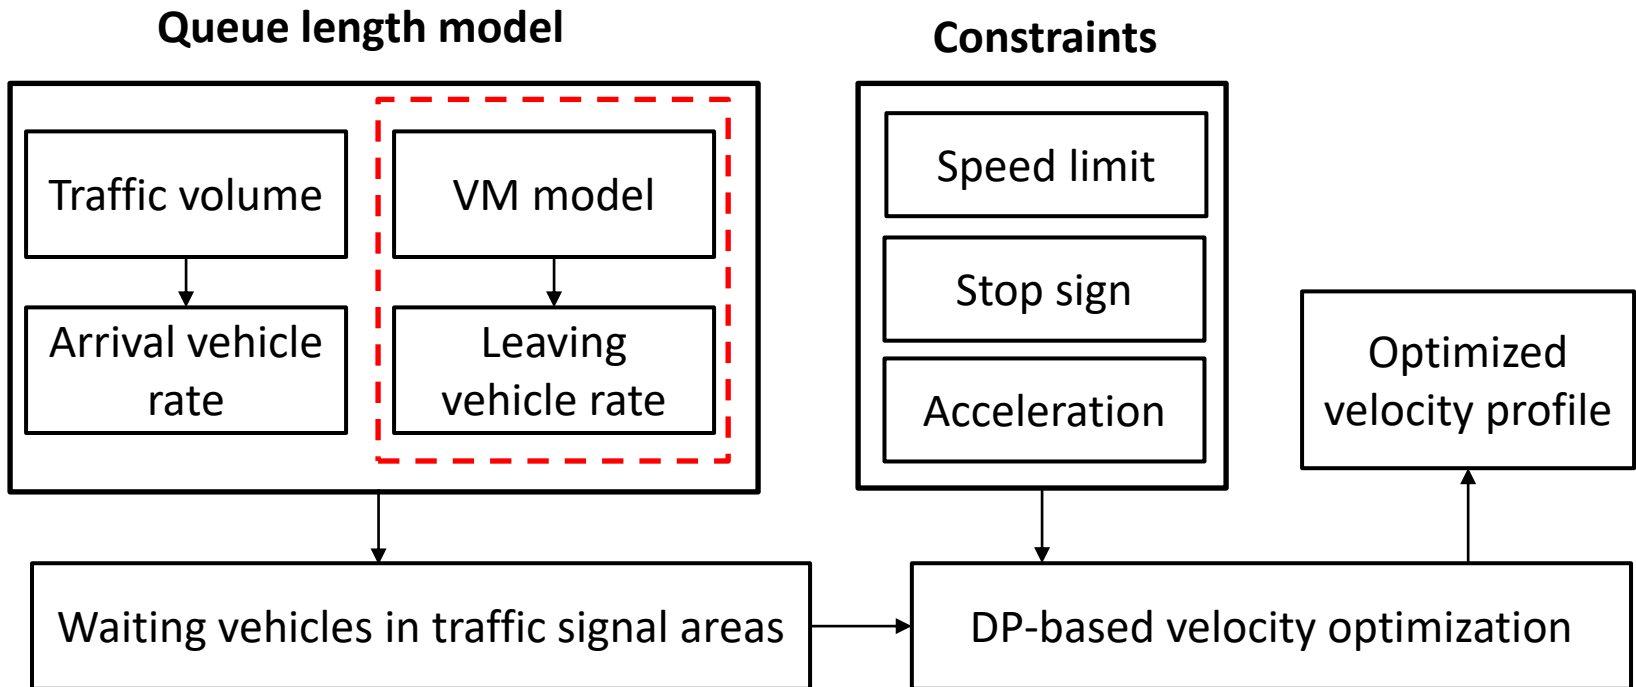 Queue length model
Constraints
Traffic volume
VM model
Arrival vehicle
rate
Leaving
vehicle rate
Speed limit
Stop sign
Acceleration
Optimized
velocity profile
Waiting vehicles in traffic signal areas
DP-based velocity optimization